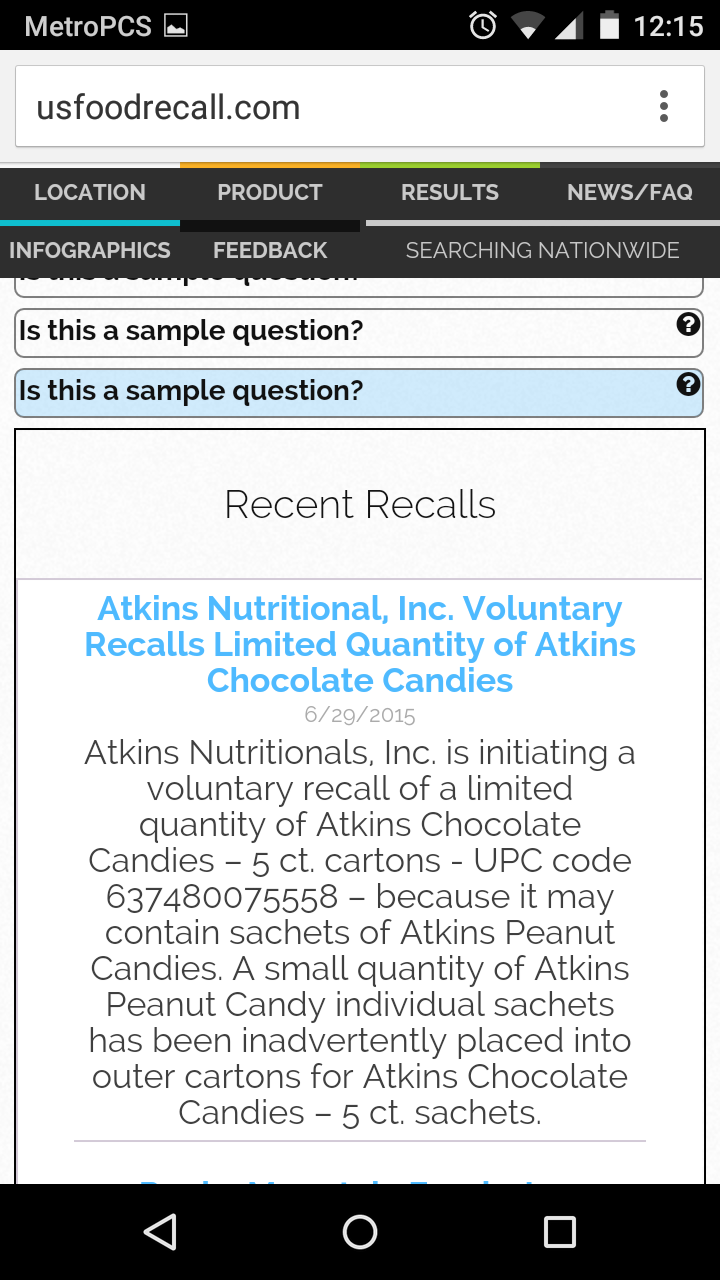 MetroPCS 12:15
usfoodrecall.com
LOCATION PRODUCT RESULTS NEWS/FAQ
INFOGRAPHICS FEEDBACK SEARCHING NATIONWIDE
Is this a sample question?
Is this a sample question?
Is this a sample question?
Recent Recalls
Atkins Nutritional, Inc. Voluntary
Recalls Limited Quantity of Atkins
Chocolate Candies
6/29/2015
Atkins Nutritionals, Inc. is initiating a
voluntary recall of a limited
quantity of Atkins Chocolate
Candies – 5 ct. cartons - UPC code
637480075558 – because it may
contain sachets of Atkins Peanut
Candies. A small quantity of Atkins
Peanut Candy individual sachets
has been inadvertently placed into
outer cartons for Atkins Chocolate
Candies – 5 ct. sachets.